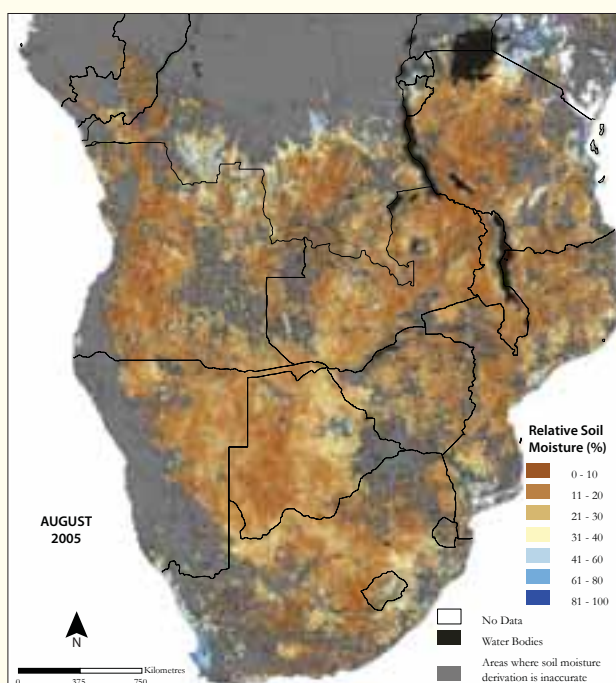 Relative Soil
Moisture (%)
0 - 10
11 - 20
21 - 30
31 - 40
41 - 60
61 - 80
81 - 100
AUGUST
2005
N
No Data
Water Bodies
Areas where soil moisture
derivation is inaccurate
Kilometres
0 375 750